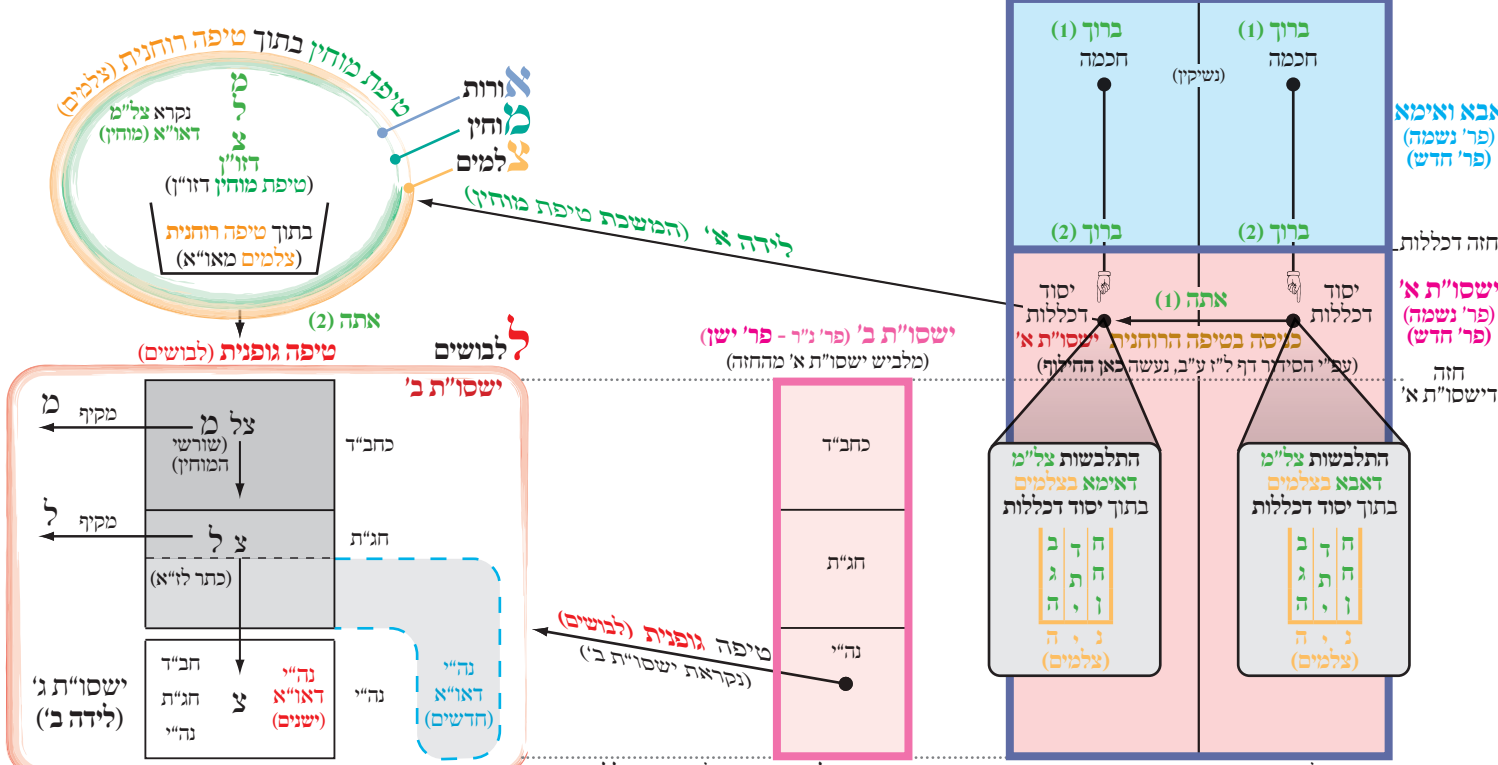 ברוך (1)
חכמה
(נשיקין)
ברוך (1)
חכמה
ברוך (2)
ברוך (2)
אבא ואימא
(פר' נשמה)
(פר' חדש)
חזה דכללות
ישסו"ת א'
(פר' נשמה)
(פר' חדש)
חזה
דישסו"ת א'
יסוד
דכללות
אתה (1)
יסוד
דכללות
כניסה בטיפה הרוחנית ישסו"ת א'
(עפ"י הסידור דף ל"ז ע"ב, נעשה כאן החילוף)
התלבשות צל"מ
דאבא בצלמים
בתוך יסוד דכללות
ח ד ב
ח ת ג
ן י ה
נ י ה
(צלמים)
התלבשות צל"מ
דאימא בצלמים
בתוך יסוד דכללות
ח ד ב
ח ת ג
ן י ה
נ י ה
(צלמים)
לידה א' (המשכת טיפת מוחין)
ישסו"ת ב' (פר' נ"ר - פר' ישן)
(מלביש ישסו"ת א' מהחזה)
כחב"ד
חג"ת
נה"י
טיפה גופנית (לבושים)
(נקראת ישסו"ת ב')
אורות
מוחין
צלמים
טיפת מוחין בתוך טיפה רוחנית (צלמים)
מ
ל
צ
נקרא צל"מ
דאו"א (מוחין)
דזו"ן
(טיפת מוחין דזו"ן)
בתוך טיפה רוחנית
(צלמים מאו"א)
אתה (2)
לבושים
טיפה גופנית (לבושים)
ישסו"ת ב'
כחב"ד
צל מ
(שורשי
המוחין)
מקיף
מ
חג"ת
צ ל
מקיף
ל
(כתר לז"א)
נה"י
דאו"א
(חדשים)
נה"י
נה"י
דאו"א
(ישנים)
צ
חב"ד
חג"ת
נה"י
ישסו"ת ג'
(לידה ב')